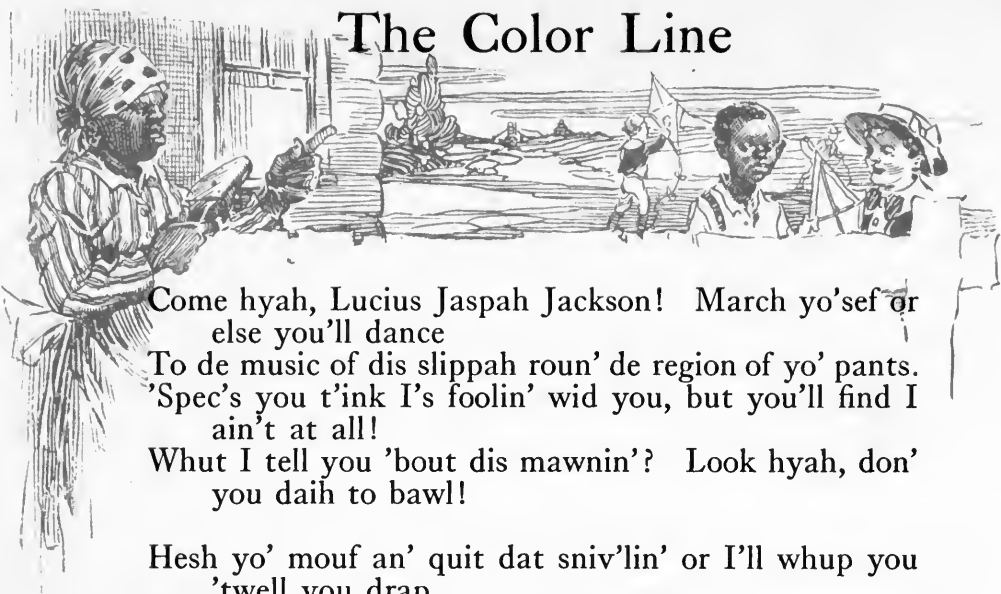 The Color Line
Come hyah, Lucius Jaspah Jackson! March yo'sef or
else you'll dance
To de music of dis slippah roun' de region of yo' pants.
'Spec's you t'ink I's foolin' wid you, but you'll find I
ain't at all!
Whut I tell you 'bout dis mawnin'? Look hyah, don'
you daih to bawl!
Hesh yo' mouf an' quit dat sniv'lin' or I'll whup you
'twell you drap